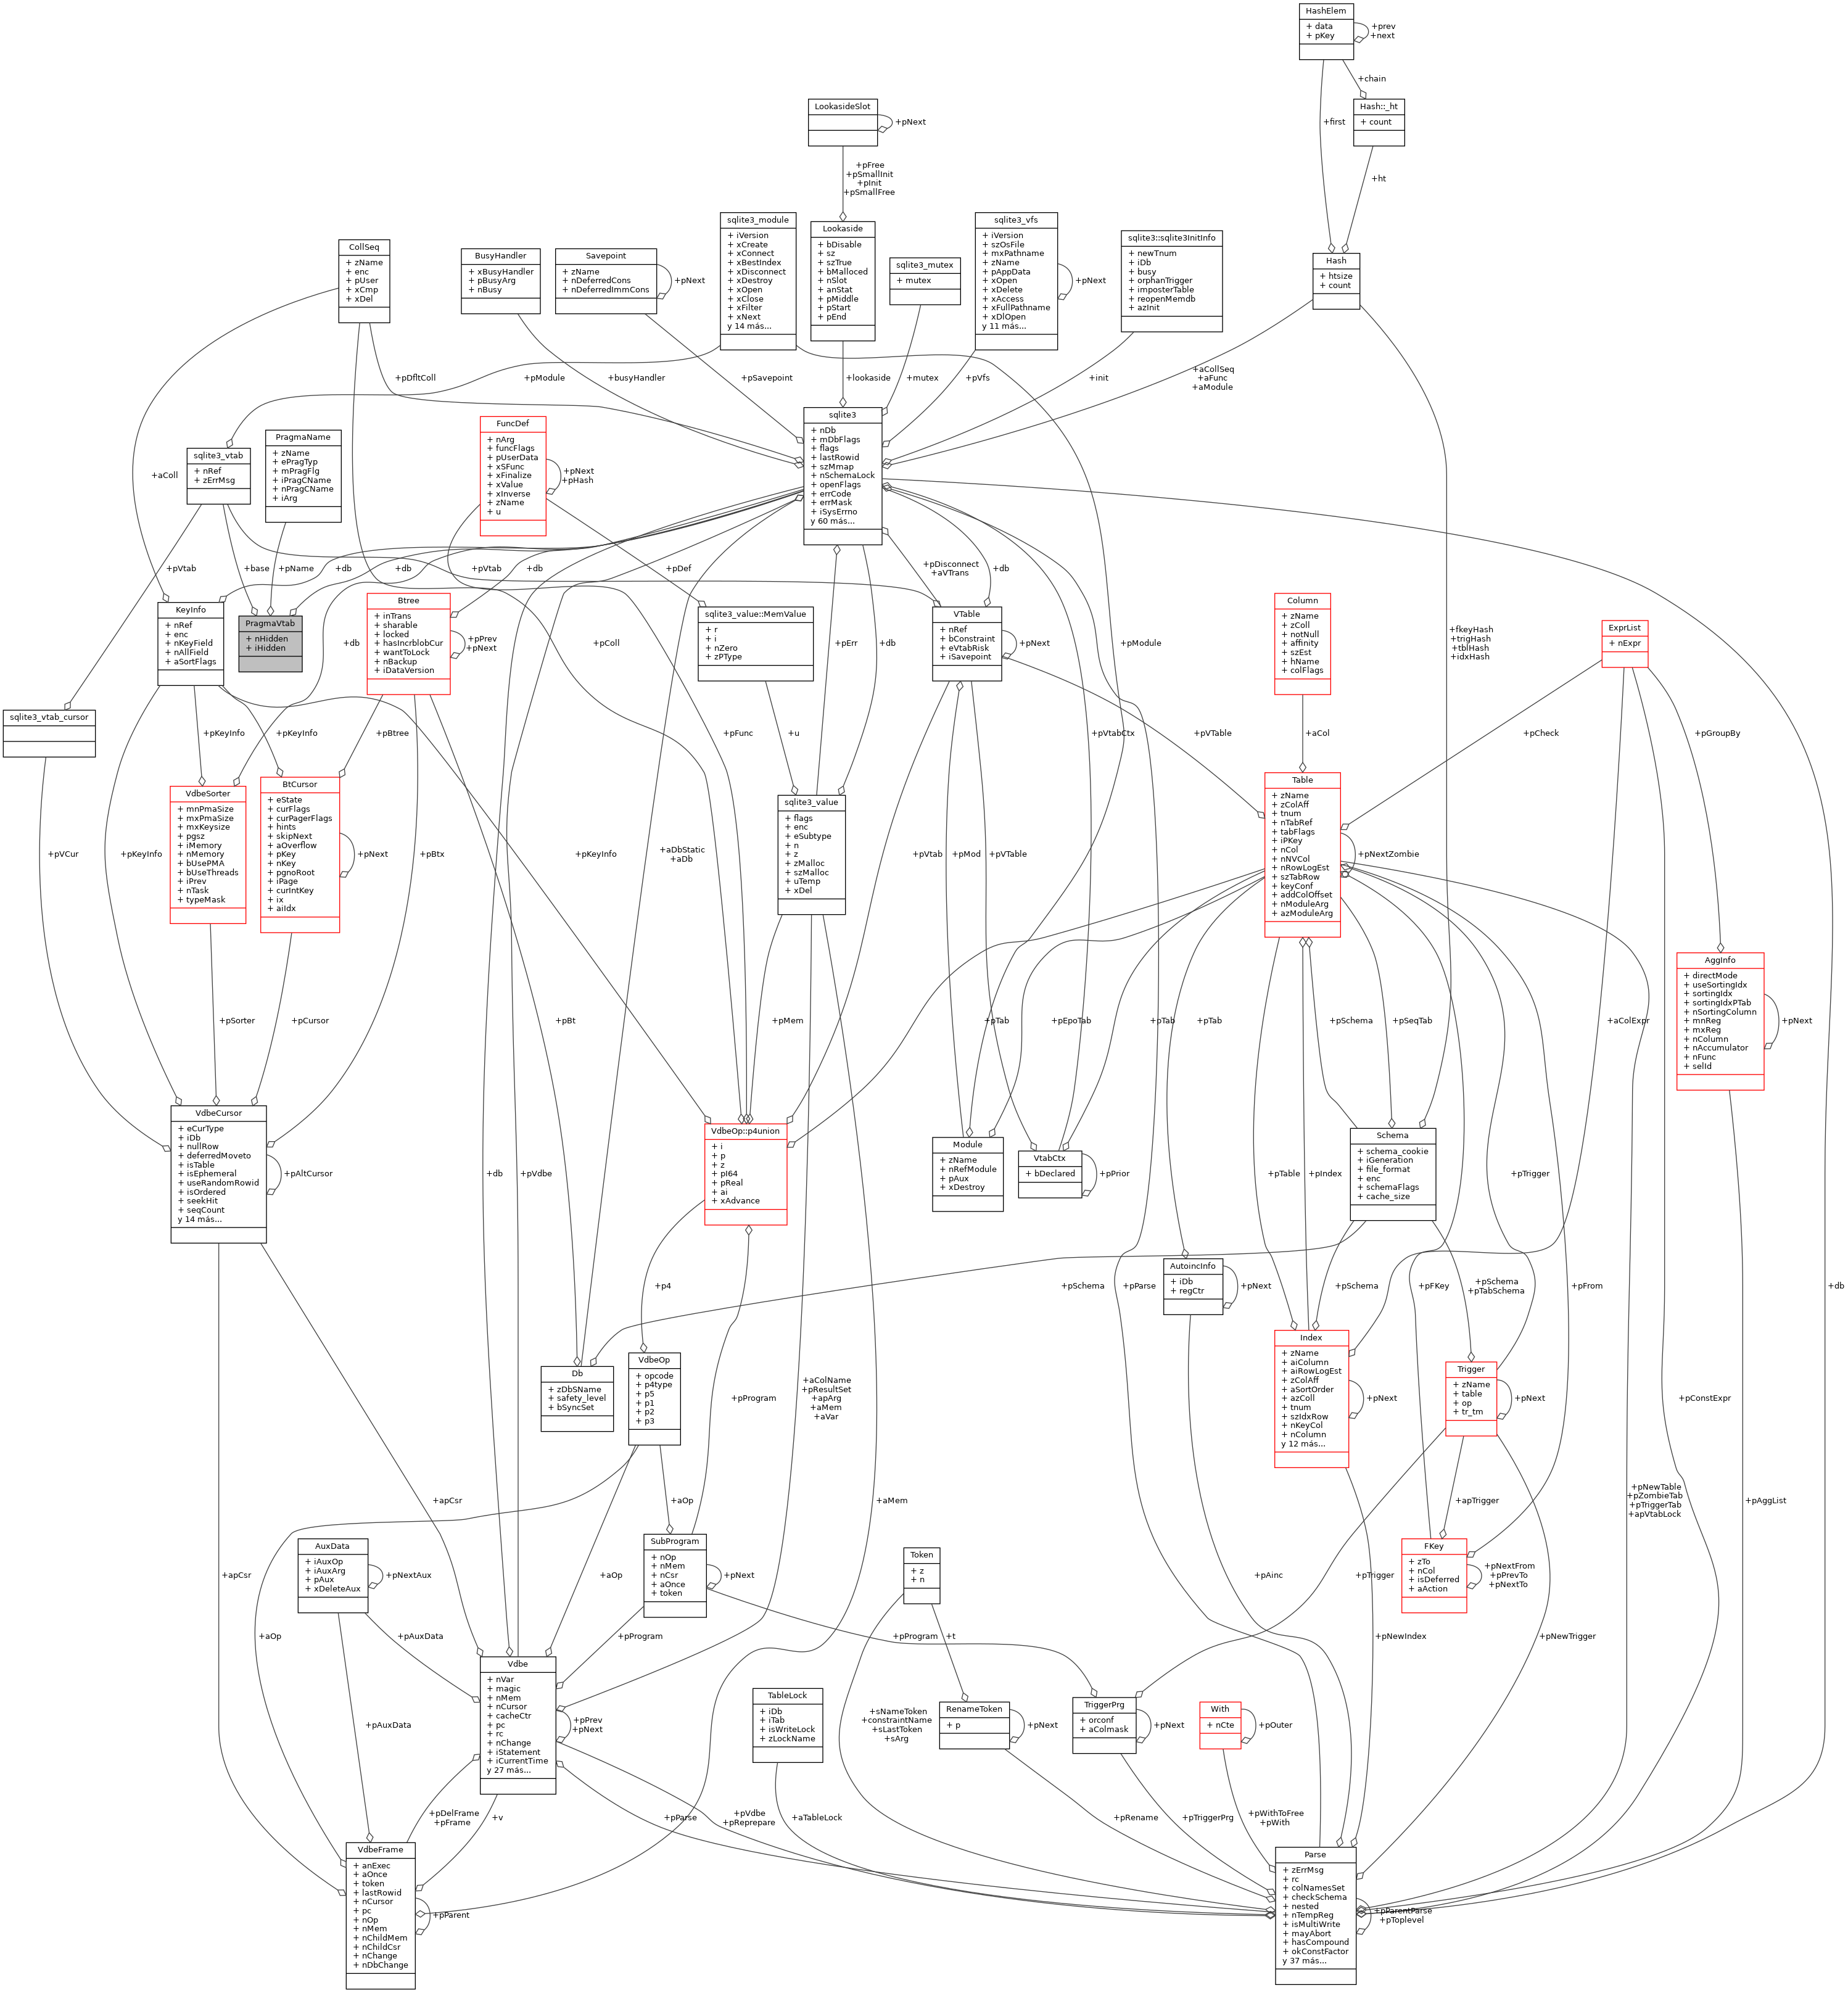 HashElem
+ data
+ pKey
+prev
+next
+chain
+first
Hash::_ht
+ count
+ht
LookasideSlot
+pNext
+pFree
+pSmallInit
+pInit
+pSmallFree
Hash
+ htsize
+ count
CollSeq
+ zName
+ enc
+ pUser
+ xCmp
+ xDel
BusyHandler
+ xBusyHandler
+ pBusyArg
+ nBusy
Savepoint
+ zName
+ nDeferredCons
+ nDeferredImmCons
+pNext
sqlite3_module
+ iVersion
+ xCreate
+ xConnect
+ xBestIndex
+ xDisconnect
+ xDestroy
+ xOpen
+ xClose
+ xFilter
+ xNext
y 14 más...
Lookaside
+ bDisable
+ sz
+ szTrue
+ bMalloced
+ nSlot
+ anStat
+ pMiddle
+ pStart
+ pEnd
sqlite3_mutex
+ mutex
sqlite3_vfs
+ iVersion
+ szOsFile
+ mxPathname
+ zName
+ pAppData
+ xOpen
+ xDelete
+ xAccess
+ xFullPathname
+ xDlOpen
y 11 más...
+pNext
sqlite3::sqlite3InitInfo
+ newTnum
+ iDb
+ busy
+ orphanTrigger
+ imposterTable
+ reopenMemdb
+ azInit
+pDfltColl
+pModule
+busyHandler
+pSavepoint
+lookaside
+mutex
+pVfs
+init
+aCollSeq
+aFunc
+aModule
sqlite3
+ nDb
+ mDbFlags
+ flags
+ lastRowid
+ szMmap
+ nSchemaLock
+ openFlags
+ errCode
+ errMask
+ iSysErrno
y 60 más...
FuncDef
+ nArg
+ funcFlags
+ pUserData
+ xSFunc
+ xFinalize
+ xValue
+ xInverse
+ zName
+ u
+pNext
+pHash
PragmaName
+ zName
+ ePragTyp
+ mPragFlg
+ iPragCName
+ nPragCName
+ iArg
sqlite3_vtab
+ nRef
+ zErrMsg
+aColl
+pVtab
+base
+pName
+db
+db
+pVtab
+db
+pDef
+pDisconnect
+aVTrans
+db
KeyInfo
+ nRef
+ enc
+ nKeyField
+ nAllField
+ aSortFlags
PragmaVtab
+ nHidden
+ iHidden
Btree
+ inTrans
+ sharable
+ locked
+ hasIncrblobCur
+ wantToLock
+ nBackup
+ iDataVersion
+pPrev
+pNext
sqlite3_value::MemValue
+ r
+ i
+ nZero
+ zPType
VTable
+ nRef
+ bConstraint
+ eVtabRisk
+ iSavepoint
+pNext
Column
+ zName
+ zColl
+ notNull
+ affinity
+ szEst
+ hName
+ colFlags
ExprList
+ nExpr
+db
+pColl
+pErr
+db
+pModule
+fkeyHash
+trigHash
+tblHash
+idxHash
sqlite3_vtab_cursor
+pKeyInfo
+pKeyInfo
+pBtree
+pFunc
+u
+pVtabCtx
+pVTable
+aCol
+pCheck
+pGroupBy
VdbeSorter
+ mnPmaSize
+ mxPmaSize
+ mxKeysize
+ pgsz
+ iMemory
+ nMemory
+ bUsePMA
+ bUseThreads
+ iPrev
+ nTask
+ typeMask
BtCursor
+ eState
+ curFlags
+ curPagerFlags
+ hints
+ skipNext
+ aOverflow
+ pKey
+ nKey
+ pgnoRoot
+ iPage
+ curIntKey
+ ix
+ aiIdx
+pNext
sqlite3_value
+ flags
+ enc
+ eSubtype
+ n
+ z
+ zMalloc
+ szMalloc
+ uTemp
+ xDel
Table
+ zName
+ zColAff
+ tnum
+ nTabRef
+ tabFlags
+ iPKey
+ nCol
+ nNVCol
+ nRowLogEst
+ szTabRow
+ keyConf
+ addColOffset
+ nModuleArg
+ azModuleArg
+pNextZombie
+pVCur
+pKeyInfo
+pBtx
+pKeyInfo
+aDbStatic
+aDb
+pVtab
+pMod
+pVTable
AggInfo
+ directMode
+ useSortingIdx
+ sortingIdx
+ sortingIdxPTab
+ nSortingColumn
+ mnReg
+ mxReg
+ nColumn
+ nAccumulator
+ nFunc
+ selId
+pNext
+pSorter
+pCursor
+pBt
+pMem
+pTab
+pEpoTab
+pTab
+pTab
+pSchema
+pSeqTab
+aColExpr
VdbeCursor
+ eCurType
+ iDb
+ nullRow
+ deferredMoveto
+ isTable
+ isEphemeral
+ useRandomRowid
+ isOrdered
+ seekHit
+ seqCount
y 14 más...
+pAltCursor
+db
+pVdbe
VdbeOp::p4union
+ i
+ p
+ z
+ pI64
+ pReal
+ ai
+ xAdvance
Module
+ zName
+ nRefModule
+ pAux
+ xDestroy
VtabCtx
+ bDeclared
+pPrior
+pTable
+pIndex
Schema
+ schema_cookie
+ iGeneration
+ file_format
+ enc
+ schemaFlags
+ cache_size
+pTrigger
+p4
+pSchema
+pParse
AutoincInfo
+ iDb
+ regCtr
+pNext
+pSchema
+pFKey
+pSchema
+pTabSchema
+pFrom
+db
Db
+ zDbSName
+ safety_level
+ bSyncSet
VdbeOp
+ opcode
+ p4type
+ p5
+ p1
+ p2
+ p3
+pProgram
+aColName
+pResultSet
+apArg
+aMem
+aVar
Index
+ zName
+ aiColumn
+ aiRowLogEst
+ zColAff
+ aSortOrder
+ azColl
+ tnum
+ szIdxRow
+ nKeyCol
+ nColumn
y 12 más...
+pNext
Trigger
+ zName
+ table
+ op
+ tr_tm
+pNext
+pConstExpr
+apCsr
+aOp
+aMem
+apTrigger
+pNewTable
+pZombieTab
+pTriggerTab
+apVtabLock
+pAggList
AuxData
+ iAuxOp
+ iAuxArg
+ pAux
+ xDeleteAux
+pNextAux
+apCsr
+aOp
SubProgram
+ nOp
+ nMem
+ nCsr
+ aOnce
+ token
+pNext
Token
+ z
+ n
+pAinc
+pTrigger
FKey
+ zTo
+ nCol
+ isDeferred
+ aAction
+pNextFrom
+pPrevTo
+pNextTo
+aOp
+pAuxData
+pProgram
+pProgram
+t
+pNewIndex
+pNewTrigger
Vdbe
+ nVar
+ magic
+ nMem
+ nCursor
+ cacheCtr
+ pc
+ rc
+ nChange
+ iStatement
+ iCurrentTime
y 27 más...
+pPrev
+pNext
+pAuxData
TableLock
+ iDb
+ iTab
+ isWriteLock
+ zLockName
+sNameToken
+constraintName
+sLastToken
+sArg
RenameToken
+ p
+pNext
TriggerPrg
+ orconf
+ aColmask
+pNext
With
+ nCte
+pOuter
+pDelFrame
+pFrame
+v
+pParse
+pVdbe
+pReprepare
+aTableLock
+pRename
+pTriggerPrg
+pWithToFree
+pWith
VdbeFrame
+ anExec
+ aOnce
+ token
+ lastRowid
+ nCursor
+ pc
+ nOp
+ nMem
+ nChildMem
+ nChildCsr
+ nChange
+ nDbChange
+pParent
Parse
+ zErrMsg
+ rc
+ colNamesSet
+ checkSchema
+ nested
+ nTempReg
+ isMultiWrite
+ mayAbort
+ hasCompound
+ okConstFactor
y 37 más...
+pParentParse
+pToplevel